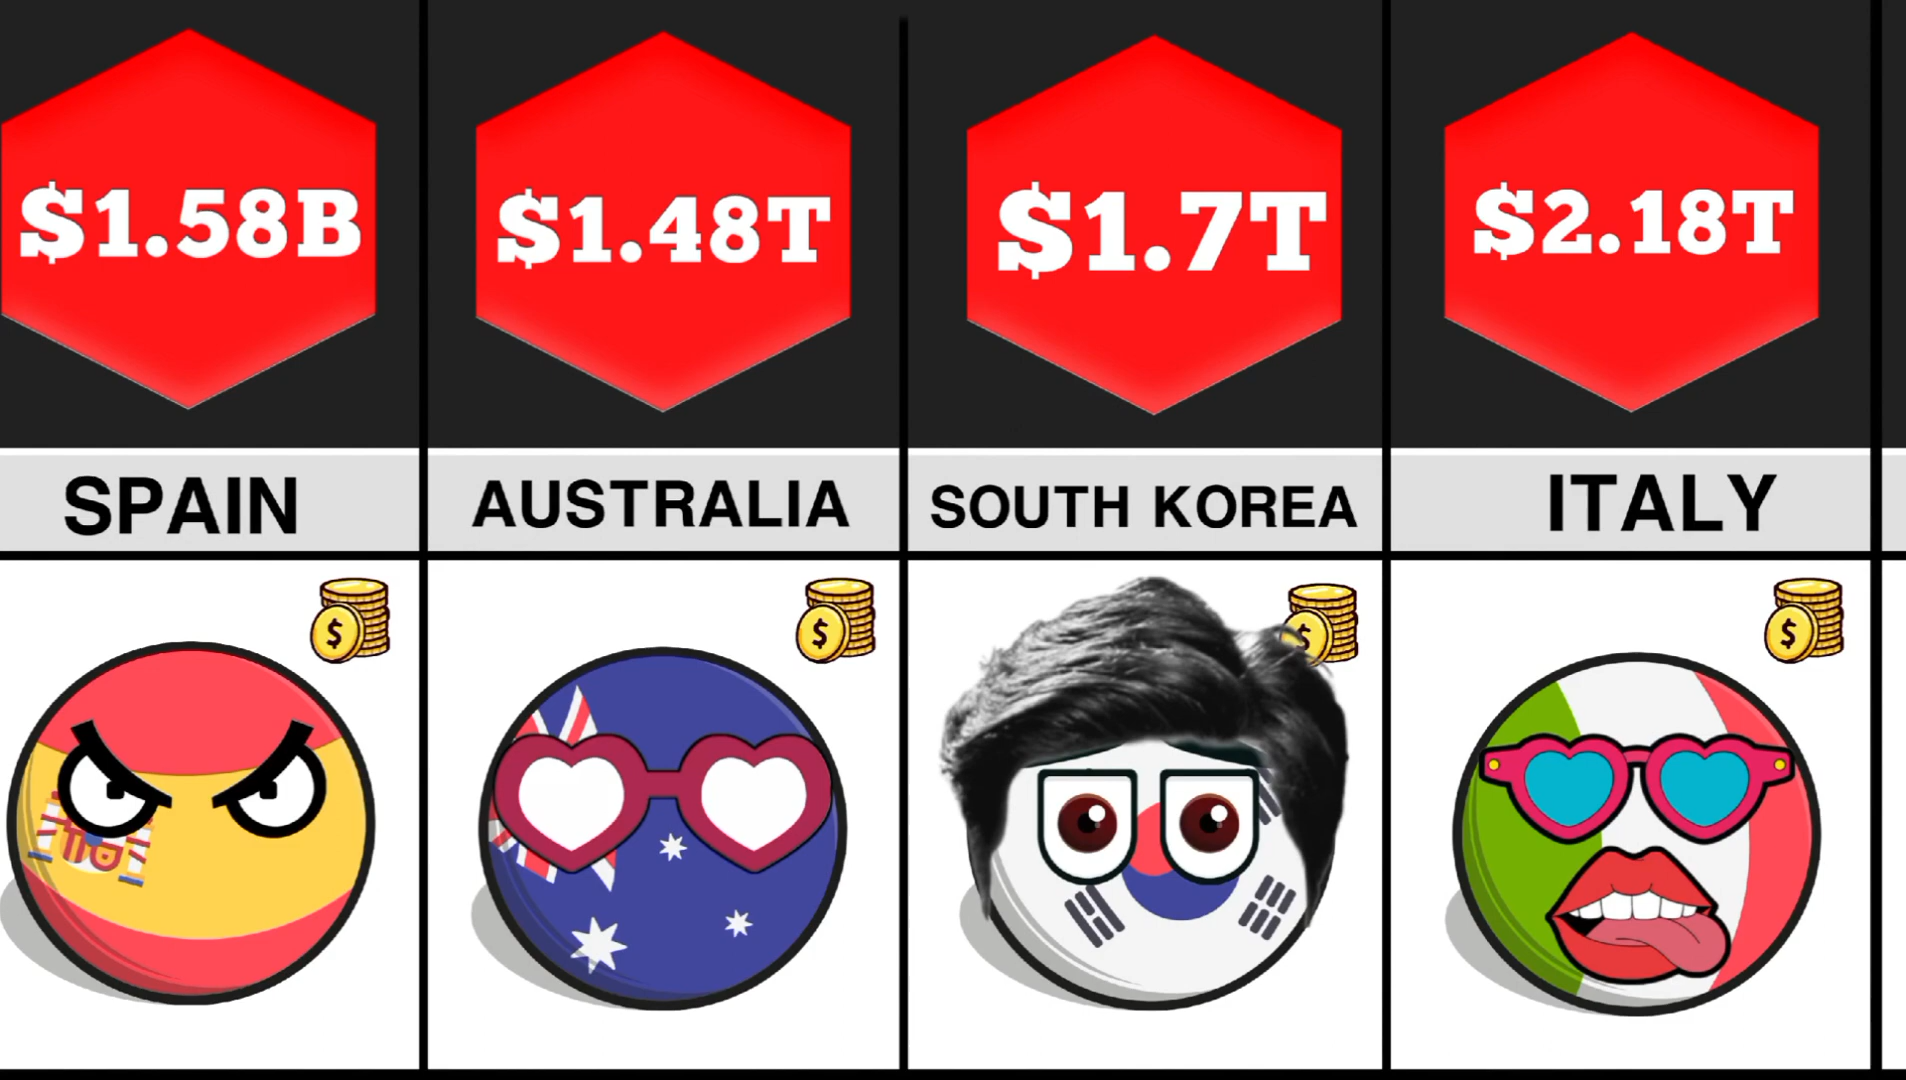 $1.58B
$1.48T
$1.7T
$2.18T
SPAIN
AUSTRALIA
SOUTH KOREA
ITALY
$
$
$
$